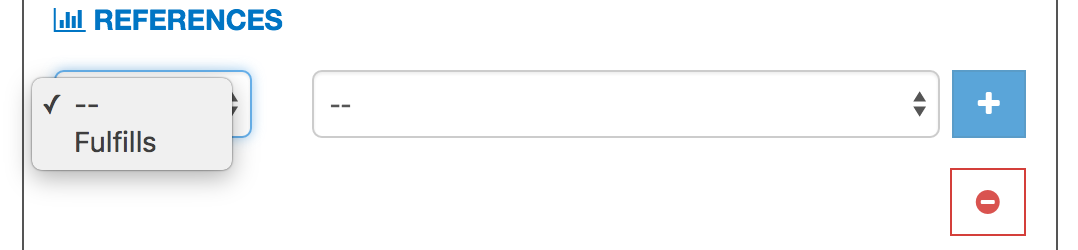 REFERENCES
--
Fulfills
--